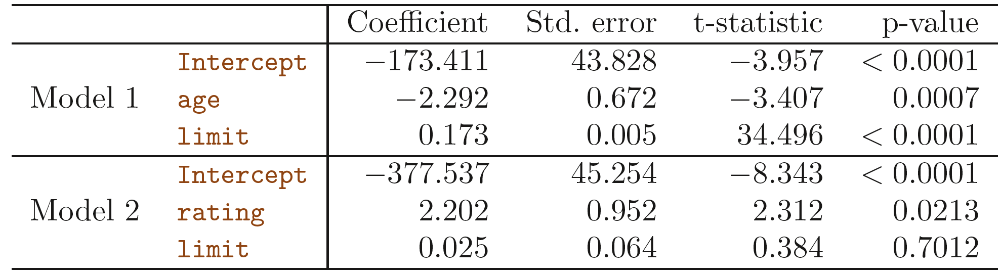 Coefficient Std. error t-statistic p-value
Intercept −173.411 43.828 −3.957 < 0.0001
Model 1 age −2.292 0.672 −3.407 0.0007
limit 0.173 0.005 34.496 < 0.0001
Intercept −377.537 45.254 −8.343 < 0.0001
Model 2 rating 2.202 0.952 2.312 0.0213
limit 0.025 0.064 0.384 0.7012